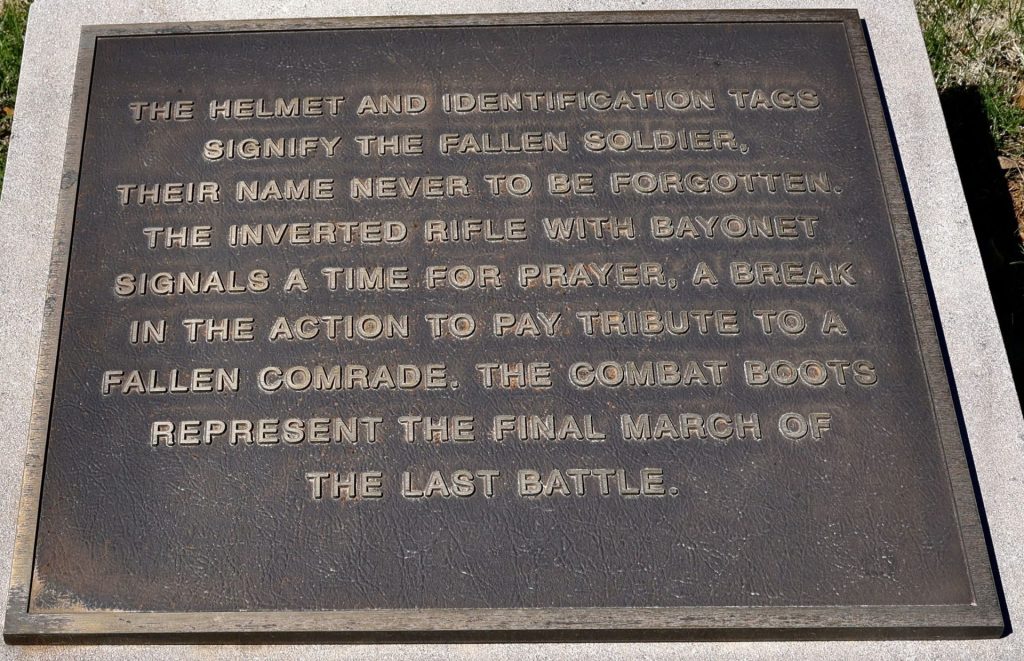 THE HELMET AND IDENTIFICATION TAGS
SIGNIFY THE FALLEN SOLDIER,
THEIR NAME NEVER TO BE FORGOTTEN.
THE INVERTED RIFLE WITH BAYONET
SIGNALS A TIME FOR PRAYER, A BREAK
IN THE ACTION TO PAY TRIBUTE TO A
FALLEN COMRADE. THE COMBAT BOOTS
REPRESENT THE FINAL MARCH OF
THE LAST BATTLE.